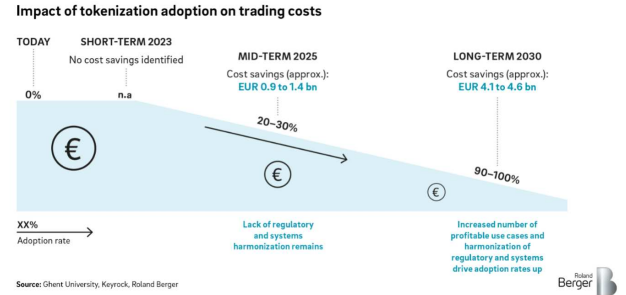 Impact of tokenization adoption on trading costs
TODAY
SHORT-TERM 2023
No cost savings identified
MID-TERM 2025
Cost savings (approx.):
EUR 0.9 to 1.4 bn
LONG-TERM 2030
Cost savings (approx.):
EUR 4.1 to 4.6 bn
0%
n.a
20–30%
90–100%
€
€
€
XX%
Adoption rate
Lack of regulatory
and systems
harmonization remains
Increased number of
profitable use cases and
harmonization of
regulatory and systems
drive adoption rates up
Source: Ghent University, Keyrock, Roland Berger
Roland
Berger
B